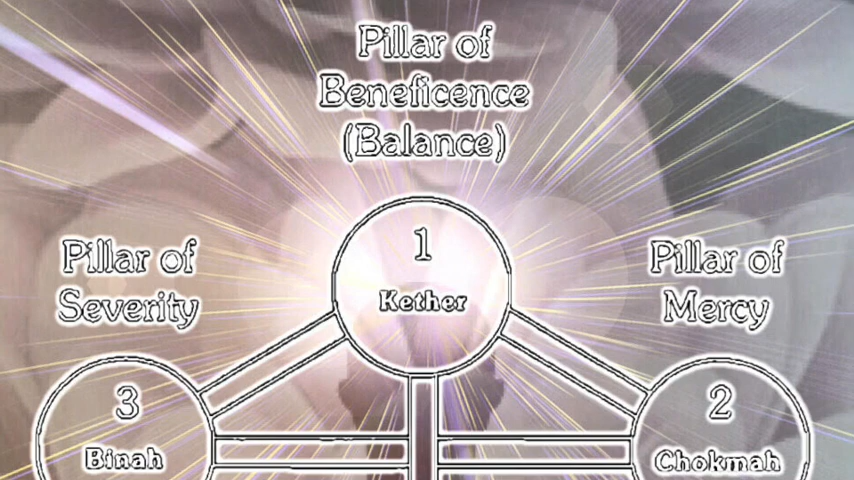 Pillar of
Beneficence
(Balance)
1
Kether
Pillar of
Severity
Pillar of
Mercy
3
Binah
2
Chokmah